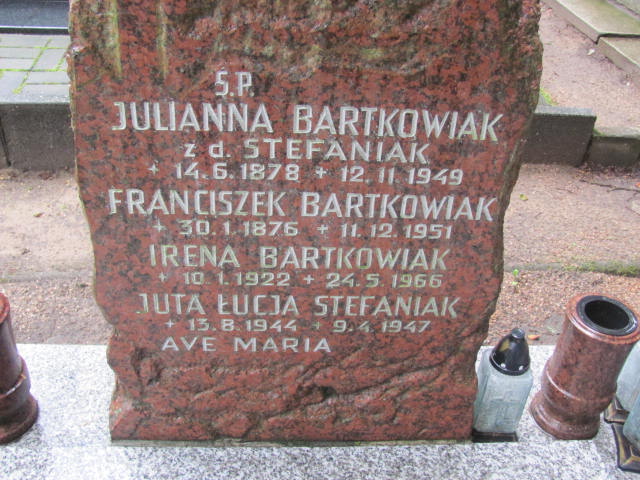 Ś.P.
JULIANNA BARTKOWIAK
z d. STEFANIAK
+ 14.6.1878 + 12.11.1949
FRANCISZEK BARTKOWIAK
+ 30.1.1876 + 11.12.1951
IRENA BARTKOWIAK
+ 10.1.1922 + 24.5.1966
JUTA ŁUCJA STEFANIAK
+ 13.8.1944 + 9.4.1947
AVE MARIA